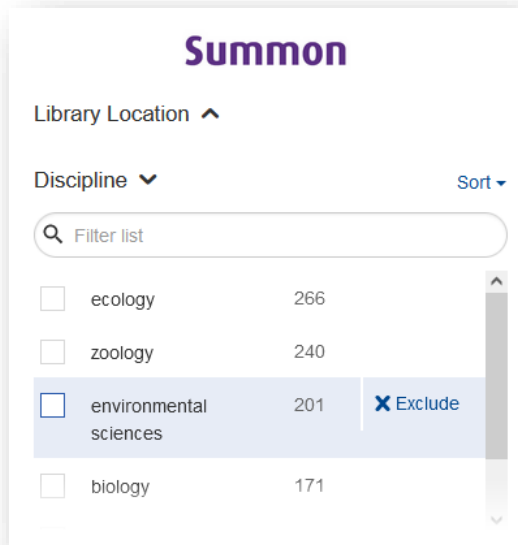 Summon
Library Location
Discipline
Sort
Filter list
ecology 266
zoology 240
environmental 201 Exclude
sciences
biology 171